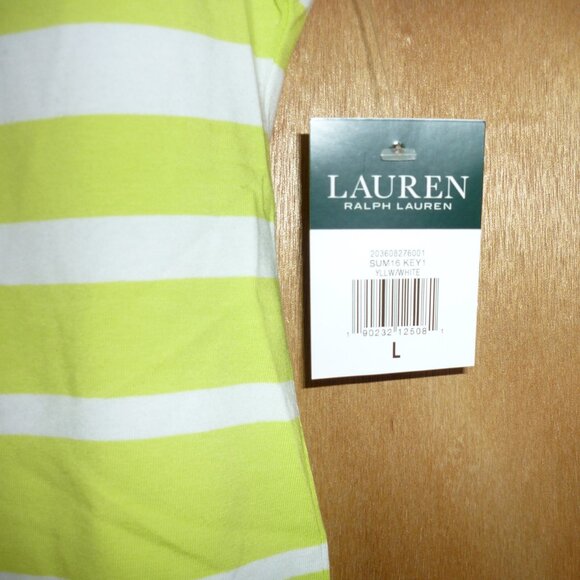 LAUREN
RALPH LAUREN
203608276001
SUM16 KEY1
YLLW/WHITE
1 90232 12508 1
L